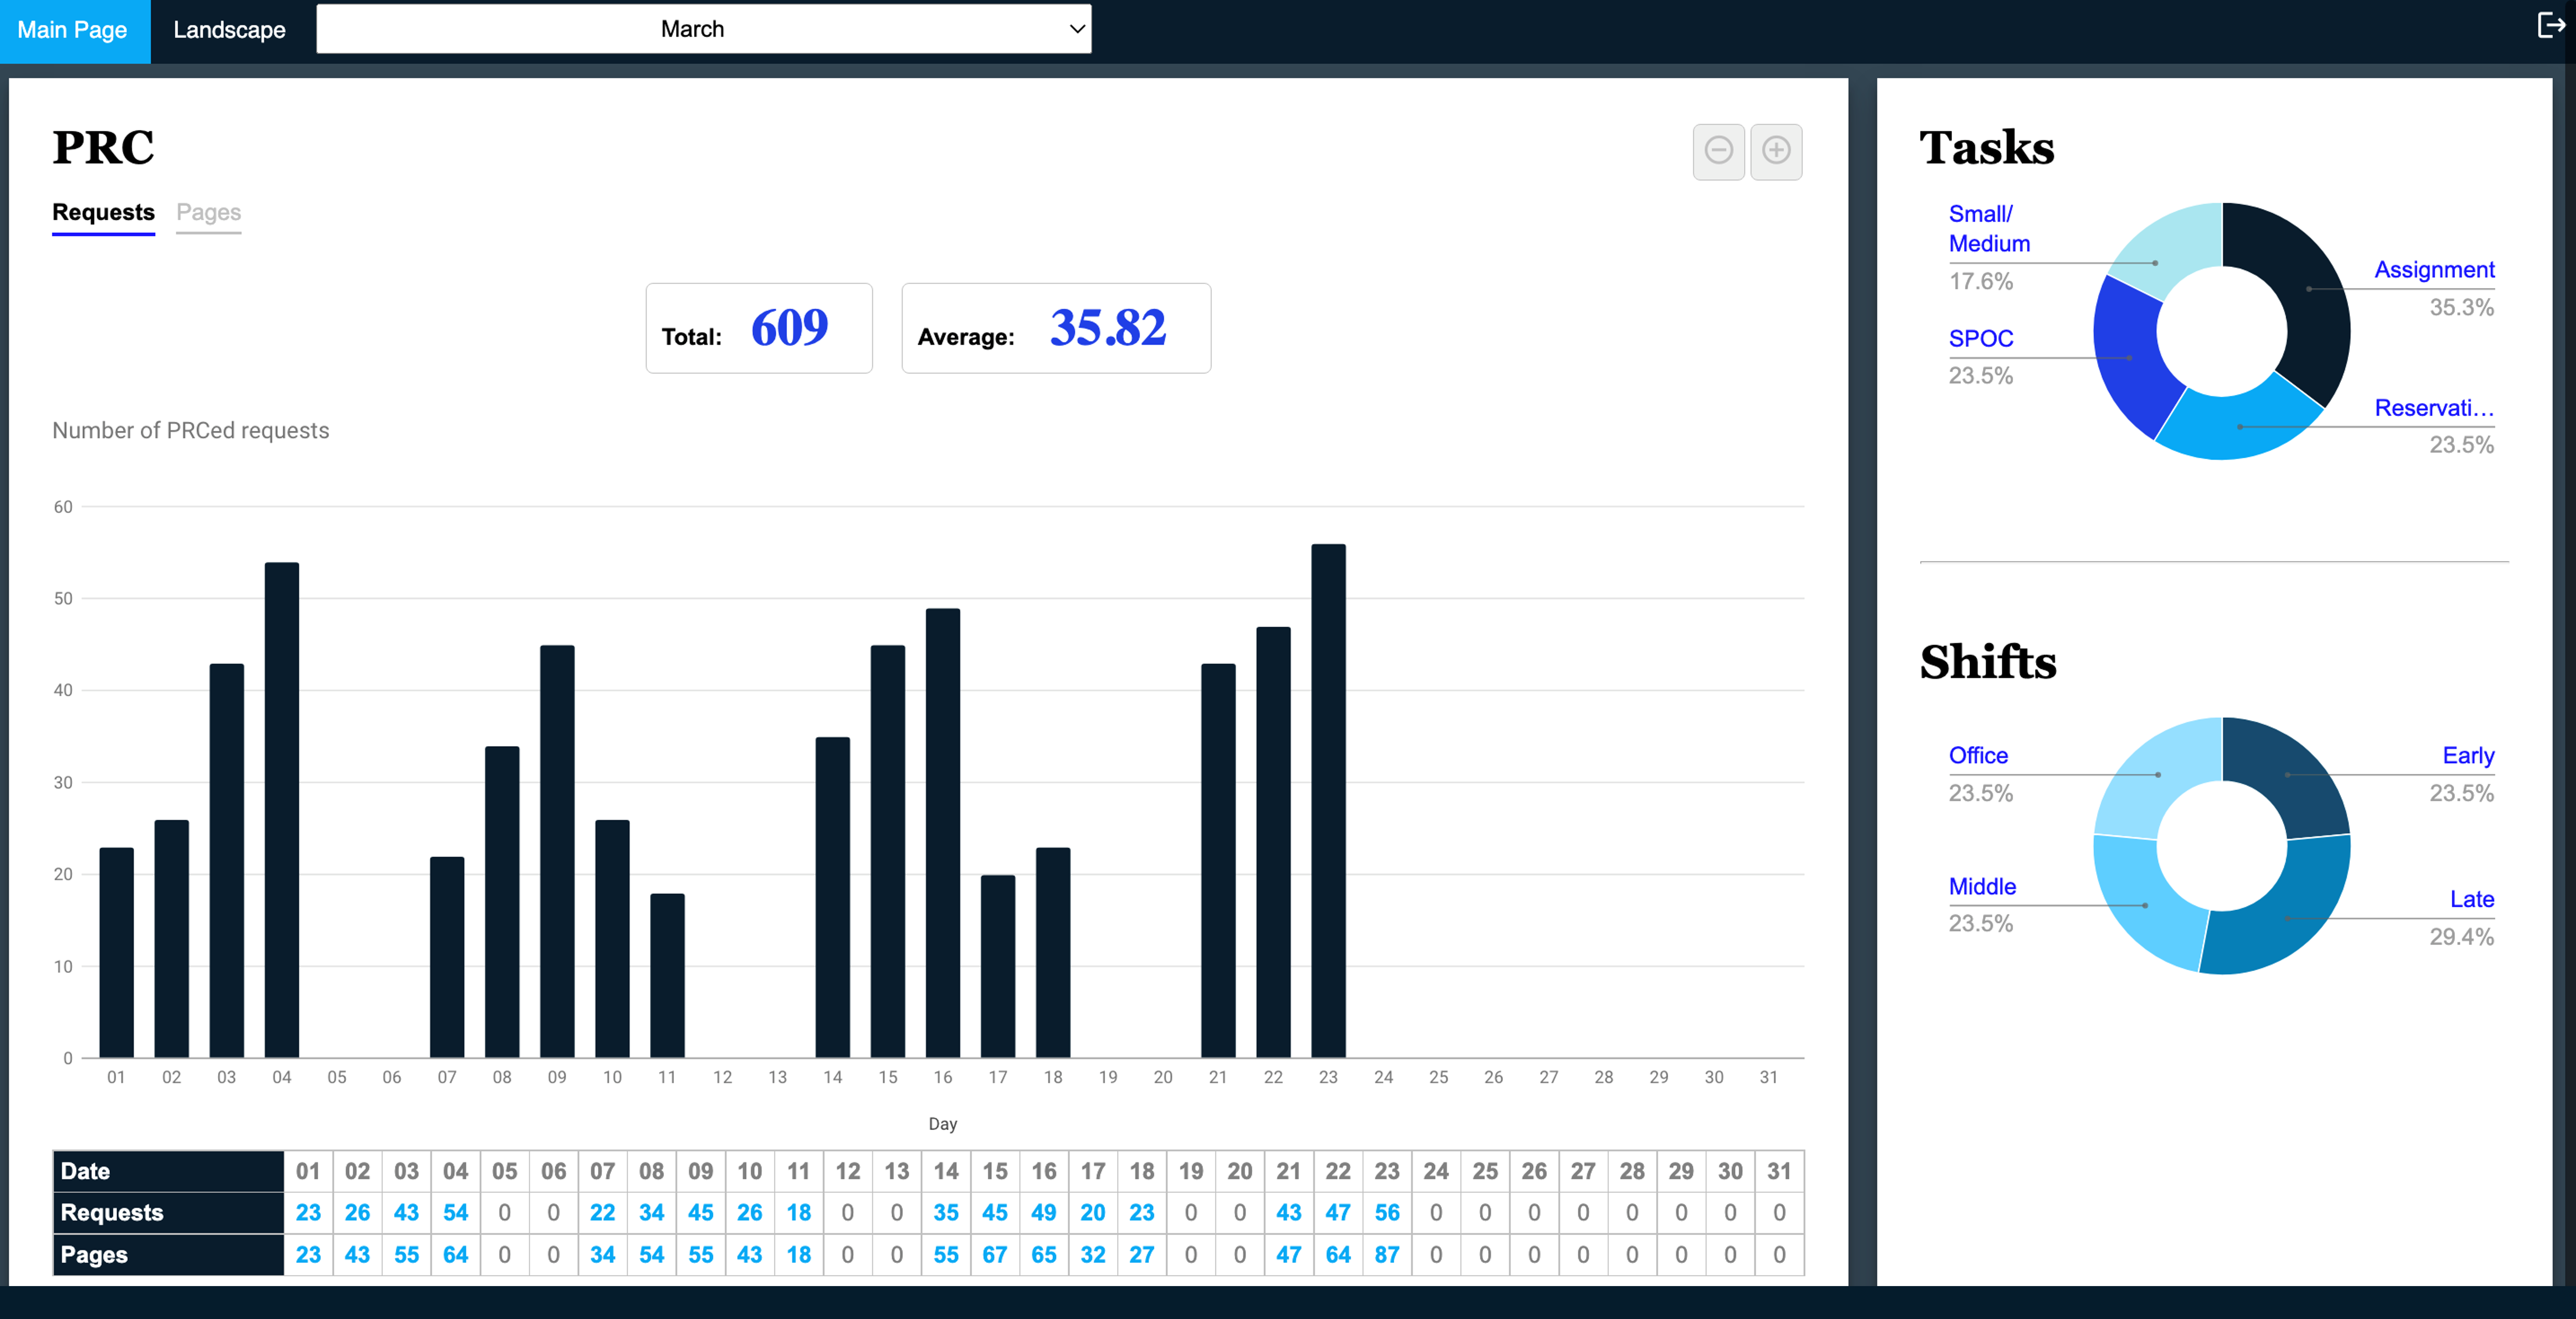 Main Page Landscape March
PRC
Requests Pages
Total: 609 Average: 35.82
Number of PRCed requests
60
50
40
30
20
10
0
01 02 03 04 05 06 07 08 09 10 11 12 13 14 15 16 17 18 19 20 21 22 23 24 25 26 27 28 29 30 31
Day
Date 01 02 03 04 05 06 07 08 09 10 11 12 13 14 15 16 17 18 19 20 21 22 23 24 25 26 27 28 29 30 31
Requests 23 26 43 54 0 0 22 34 45 26 18 0 0 35 45 49 20 23 0 0 43 47 56 0 0 0 0 0 0 0 0
Pages 23 43 55 64 0 0 34 54 55 43 18 0 0 55 67 65 32 27 0 0 47 64 87 0 0 0 0 0 0 0 0
Tasks
Small/
Medium
17.6%
SPOC
23.5%
Assignment
35.3%
Reservati...
23.5%
Shifts
Office
23.5%
Middle
23.5%
Early
23.5%
Late
29.4%